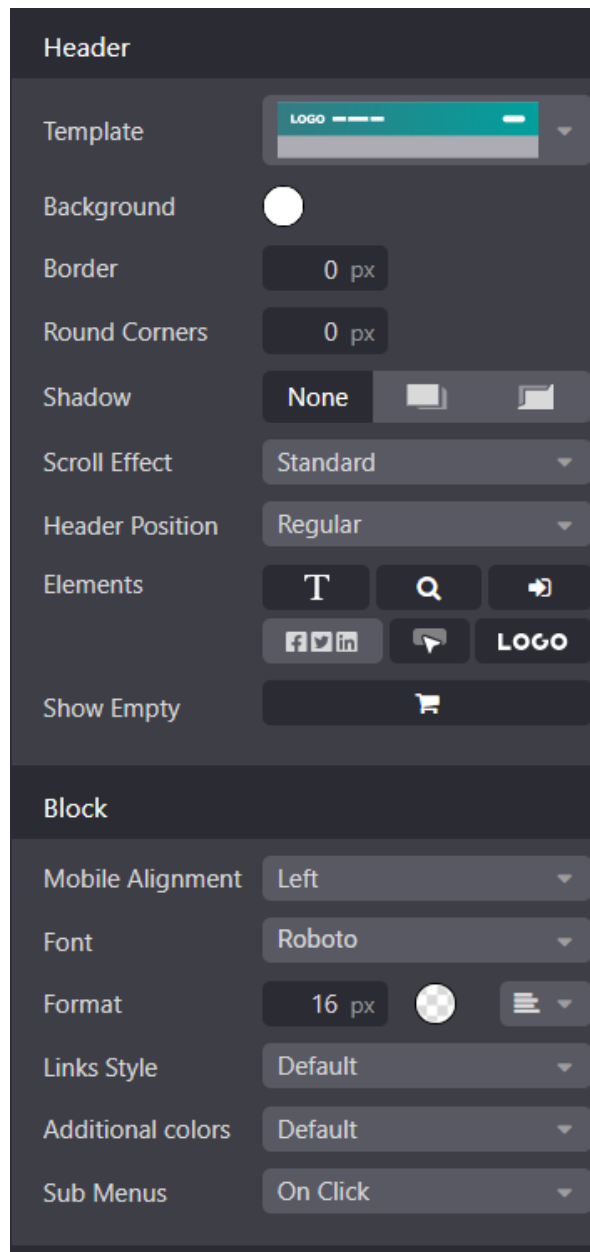 Header
Template LOGO
Background
Border 0 px
Round Corners 0 px
Shadow None
Scroll Effect Standard
Header Position Regular
Elements T
LOGO
Show Empty
Block
Mobile Alignment Left
Font Roboto
Format 16 px
Links Style Default
Additional colors Default
Sub Menus On Click